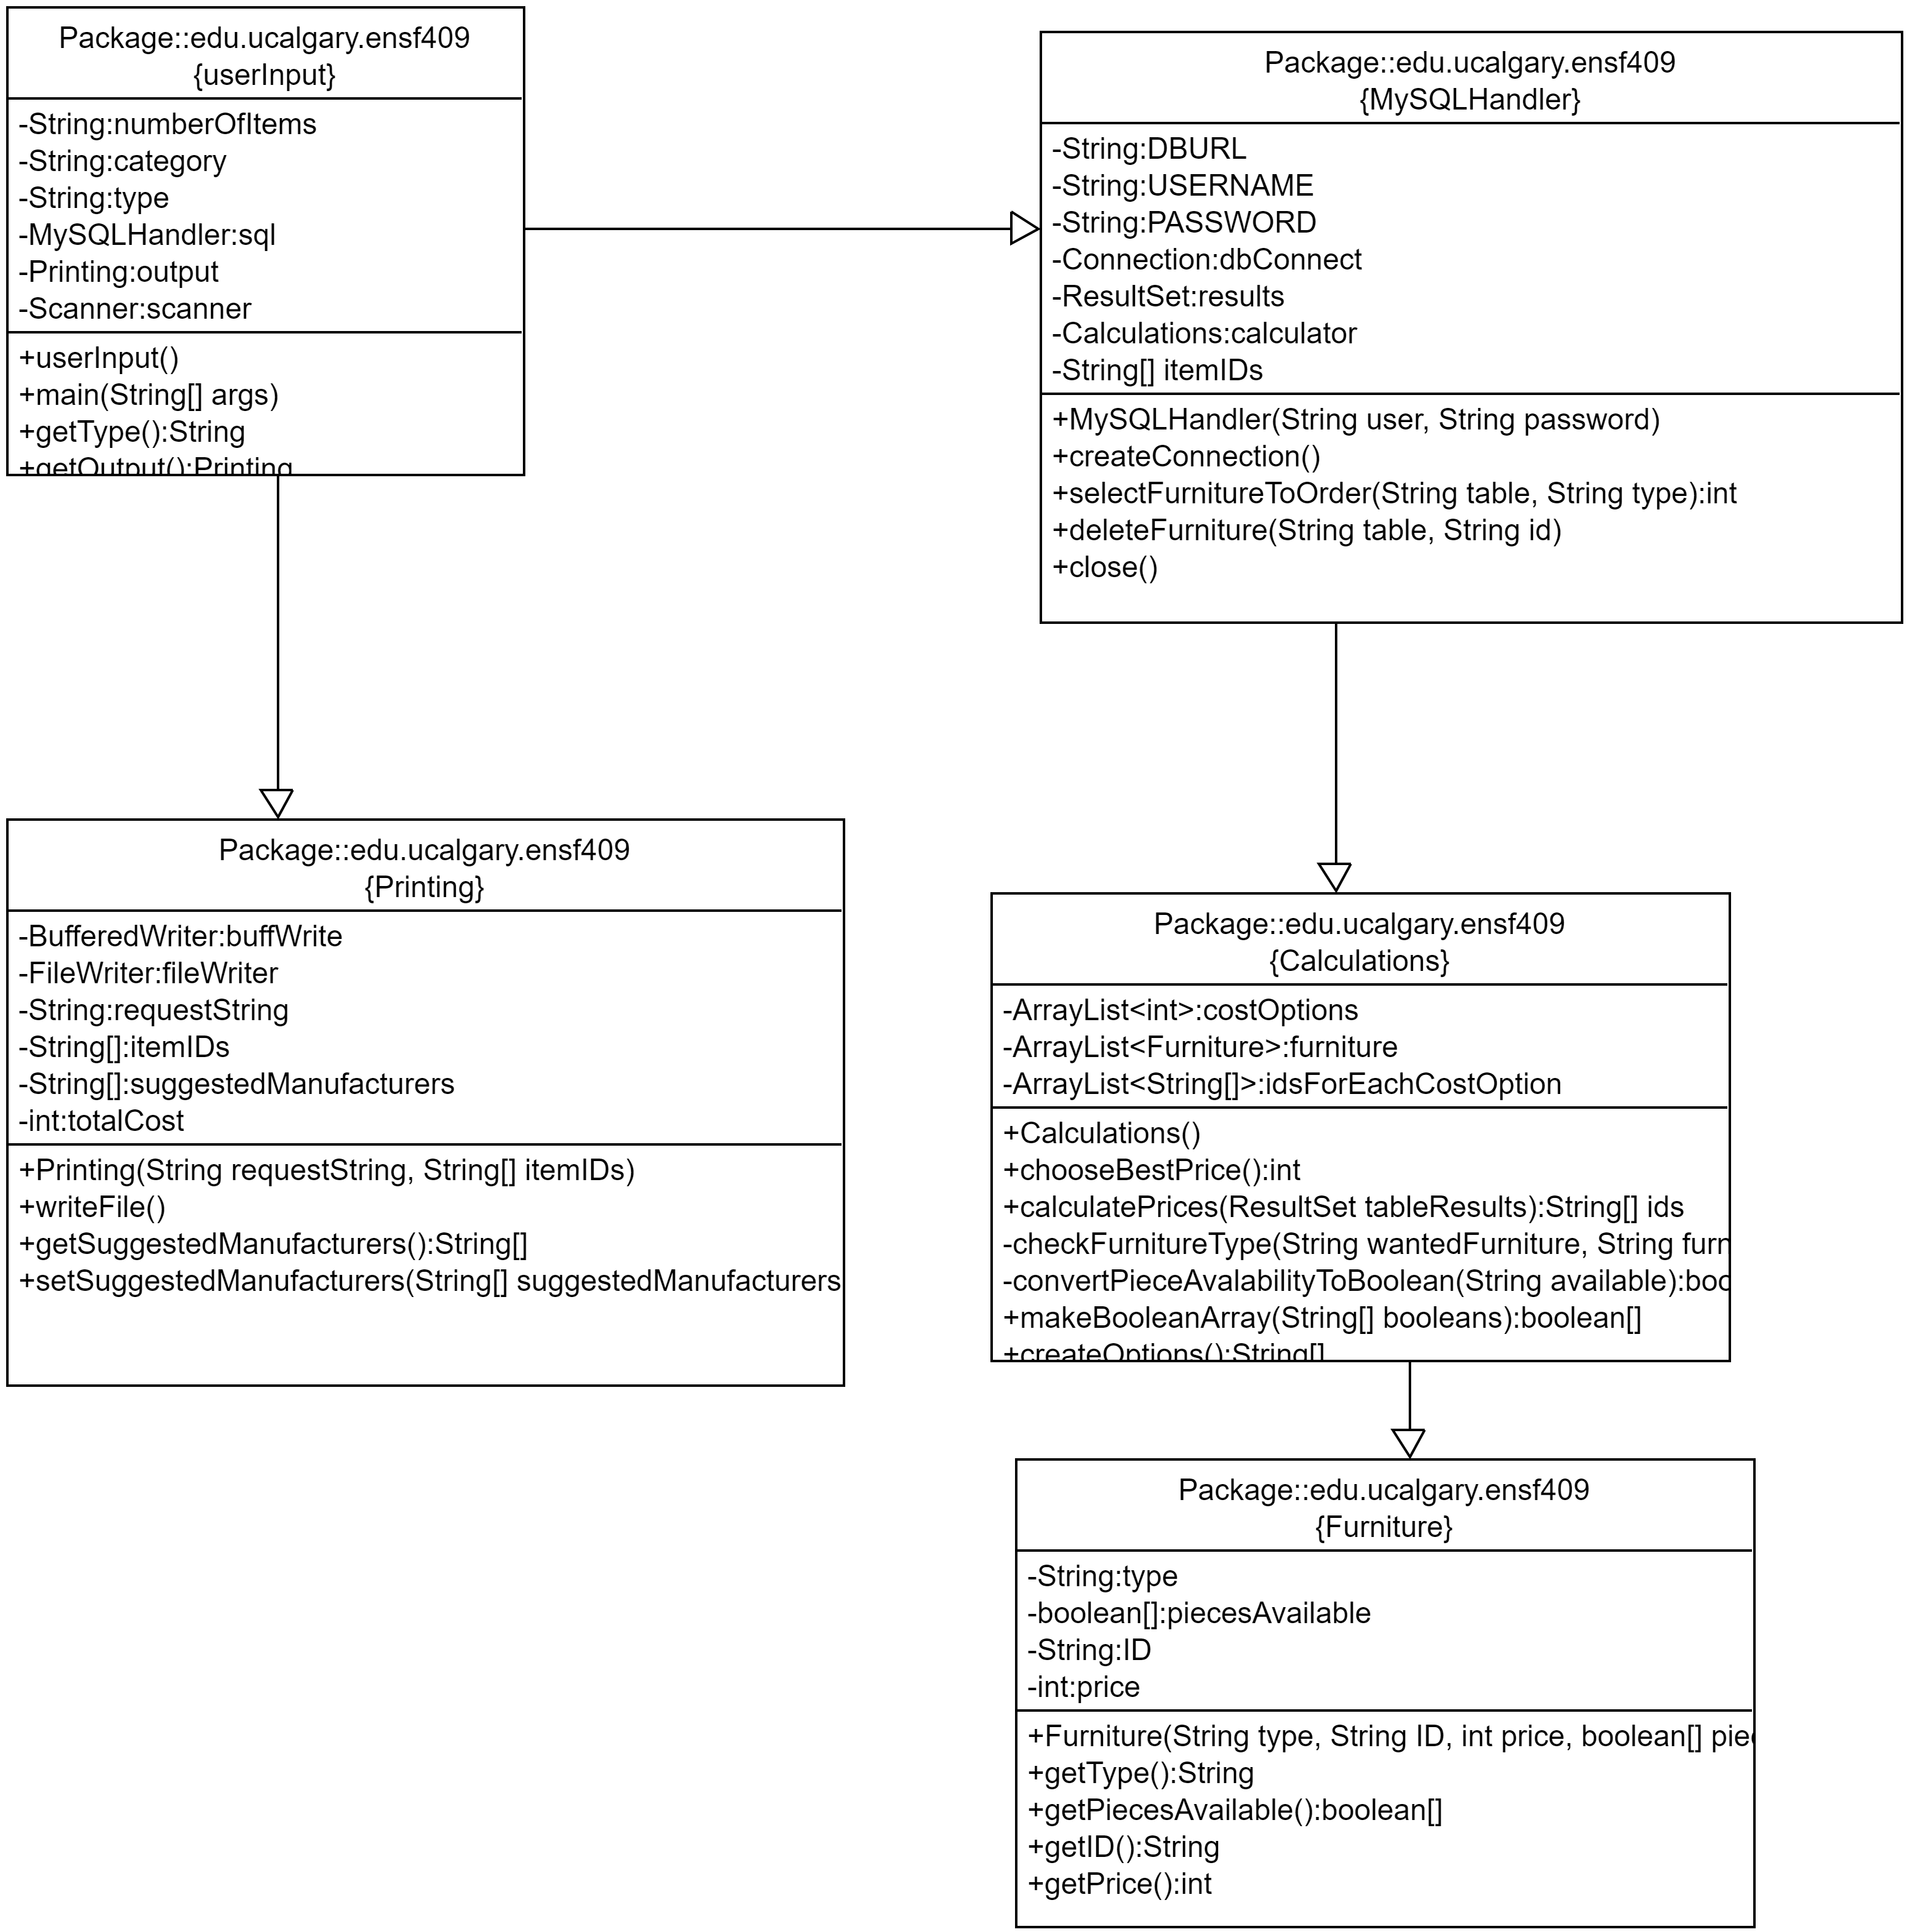 Package::edu.ucalgary.ensf409
{userInput}
-String:numberOfItems
-String:category
-String:type
-MySQLHandler:sql
-Printing:output
-Scanner:scanner
+userInput()
+main(String[] args)
+getType():String
+getOutput():Printing
Package::edu.ucalgary.ensf409
{MySQLHandler}
-String:DBURL
-String:USERNAME
-String:PASSWORD
-Connection:dbConnect
-ResultSet:results
-Calculations:calculator
-String[] itemIDs
+MySQLHandler(String user, String password)
+createConnection()
+selectFurnitureToOrder(String table, String type):int
+deleteFurniture(String table, String id)
+close()
Package::edu.ucalgary.ensf409
{Printing}
-BufferedWriter:buffWrite
-FileWriter:fileWriter
-String:requestString
-String[]:itemIDs
-String[]:suggestedManufacturers
-int:totalCost
+Printing(String requestString, String[] itemIDs)
+writeFile()
+getSuggestedManufacturers():String[]
+setSuggestedManufacturers(String[] suggestedManufacturers
Package::edu.ucalgary.ensf409
{Calculations}
-ArrayList<int>:costOptions
-ArrayList<Furniture>:furniture
-ArrayList<String[]>:idsForEachCostOption
+Calculations()
+chooseBestPrice():int
+calculatePrices(ResultSet tableResults):String[] ids
-checkFurnitureType(String wantedFurniture, String furn
-convertPieceAvalabilityToBoolean(String available):boo
+makeBooleanArray(String[] booleans):boolean[]
+createOptions():String[]
Package::edu.ucalgary.ensf409
{Furniture}
-String:type
-boolean[]:piecesAvailable
-String:ID
-int:price
+Furniture(String type, String ID, int price, boolean[] pie
+getType():String
+getPiecesAvailable():boolean[]
+getID():String
+getPrice():int